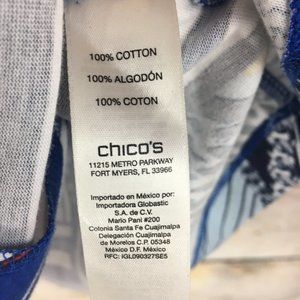 100% COTTON
100% ALGODÓN
100% COTON
chico's
11215 METRO PARKWAY
FORT MYERS, FL 33966
Importado en México por:
Importadora Globastic
S.A. de C.V.
Mario Pani #200
Colonia Santa Fe Cuajimalpa
Delegación Cuajimalpa
de Morelos C.P. 05348
México D.F. México
RFC: IGL090327SE5